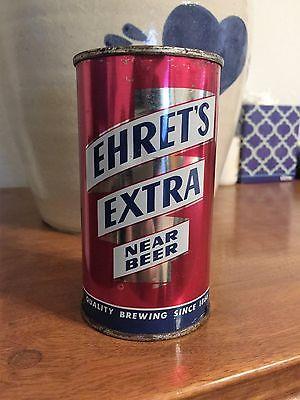 EHRET'S
EXTRA
NEAR
BEER
QUALITY BREWING SINCE